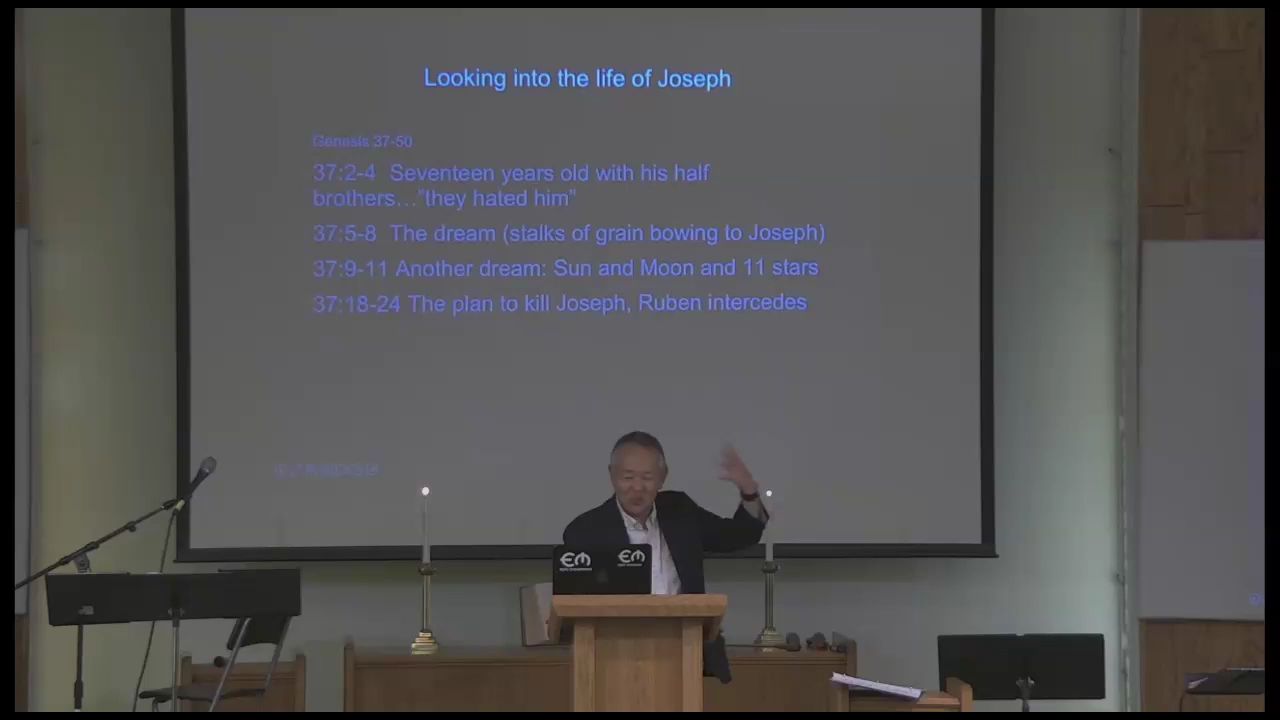 Looking into the life of Joseph
Genesis 37-50
37:2-4 Seventeen years old with his half
brothers…"they hated him"
37:5-8 The dream (stalks of grain bowing to Joseph)
37:9-11 Another dream: Sun and Moon and 11 stars
37:18-24 The plan to kill Joseph, Ruben intercedes
EM
EM